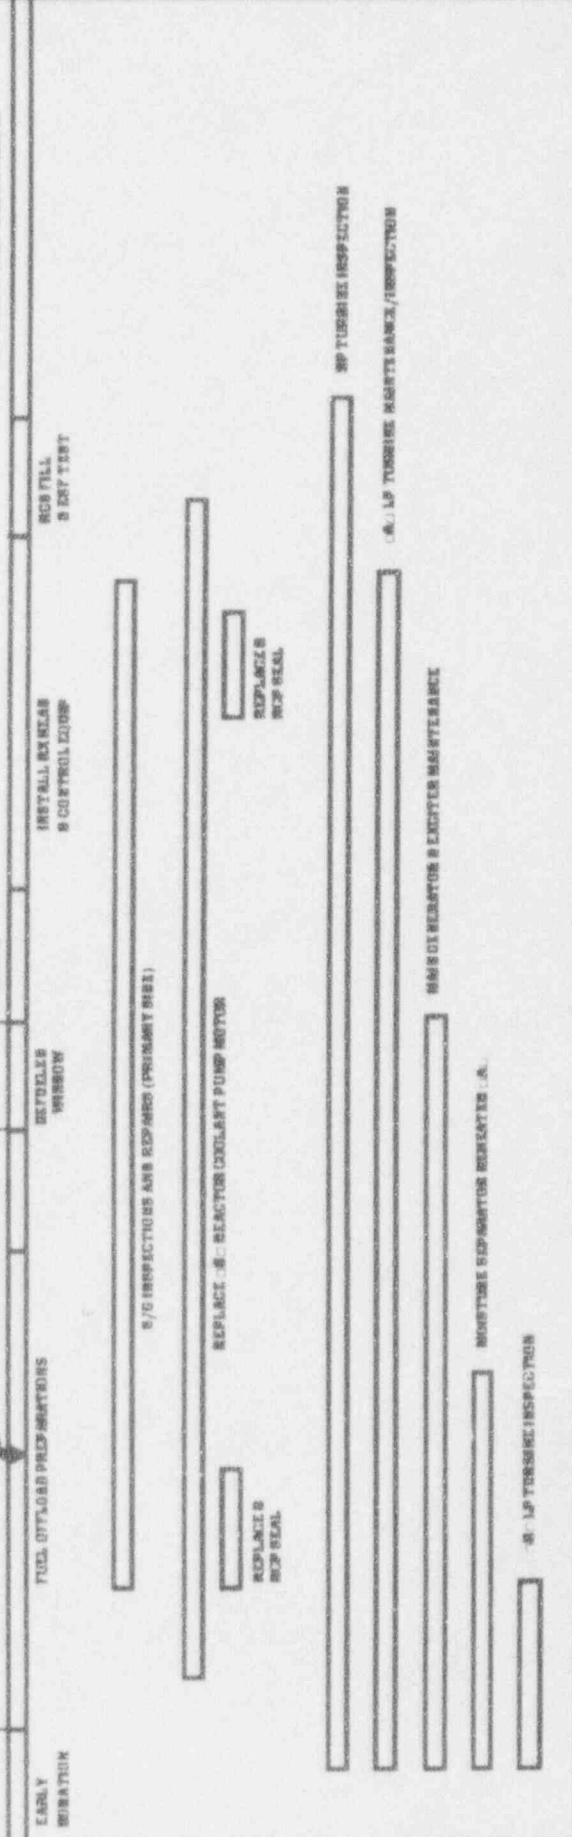 EARLY
FUEL OFFLOAD PREPARATIONS
DEFUELED
WINDOW
INSTALL
& CONTROL EQUIP
RCS FILL
& TEST
S/G INSPECTIONS AND REPAIRS (PRIMARY SIDE)
REPLACE REACTOR COOLANT PUMP MOTOR
REPLACE
RCP SEAL
REPLACE
RCP SEAL
HP TURBINE INSPECTION
"A" LP TURBINE MAINTENANCE/INSPECTION
MAIN GENERATOR & EXCITER MAINTENANCE
MOISTURE SEPARATOR REHEATER "A"
LP TURBINE INSPECTION